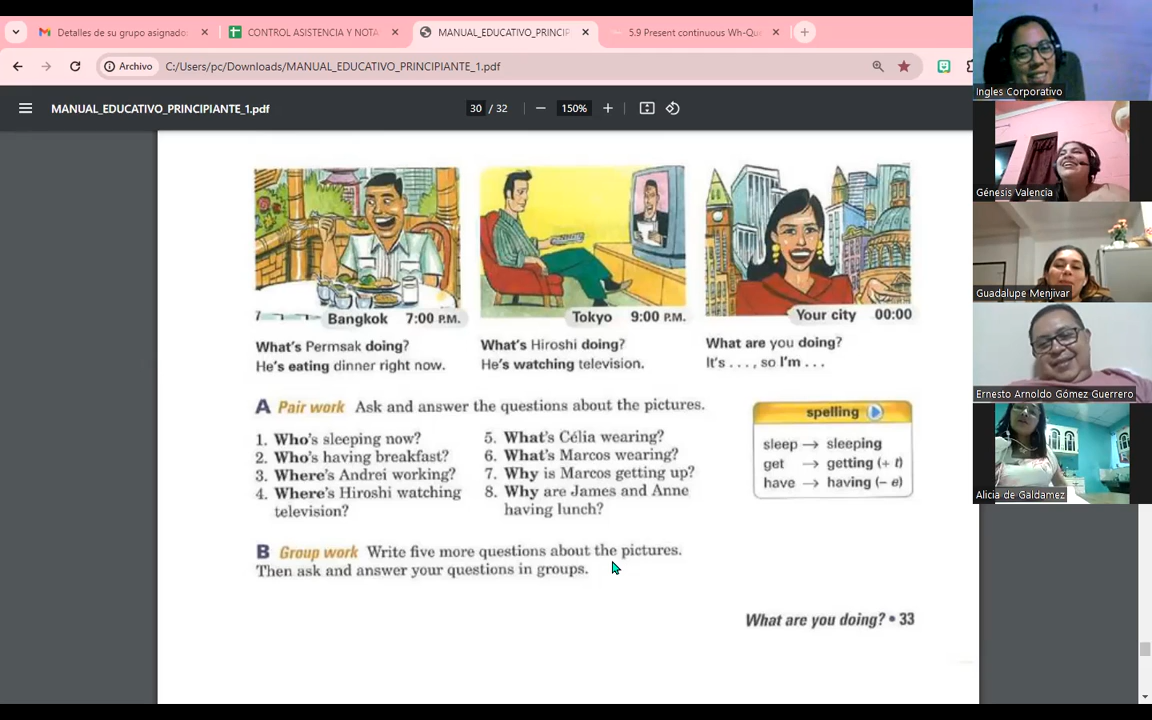 Detalles de su grupo asignado
CONTROL ASISTENCIA Y NOTA
MANUAL_EDUCATIVO_PRINCIP
5.9 Present continuous Wh-Que
Archivo
C:/Users/pc/Downloads/MANUAL_EDUCATIVO_PRINCIPIANTE_1.pdf
MANUAL_EDUCATIVO_PRINCIPIANTE_1.pdf
30 / 32
150%
Bangkok 7:00 P.M.
Tokyo 9:00 P.M.
Your city 00:00
What's Permsak doing?
He's eating dinner right now.
What's Hiroshi doing?
He's watching television.
What are you doing?
It's . . . , so I'm . . .
A Pair work Ask and answer the questions about the pictures.
1. Who's sleeping now?
2. Who's having breakfast?
3. Where's Andrei working?
4. Where's Hiroshi watching
television?
5. What's Célia wearing?
6. What's Marcos wearing?
7. Why is Marcos getting up?
8. Why are James and Anne
having lunch?
spelling
sleep → sleeping
get → getting (+ t)
have → having (– e)
B Group work Write five more questions about the pictures.
Then ask and answer your questions in groups.
What are you doing? • 33
Ingles Corporativo
Génesis Valencia
Guadalupe Menjivar
Ernesto Arnoldo Gómez Guerrero
Alicia de Galdamez